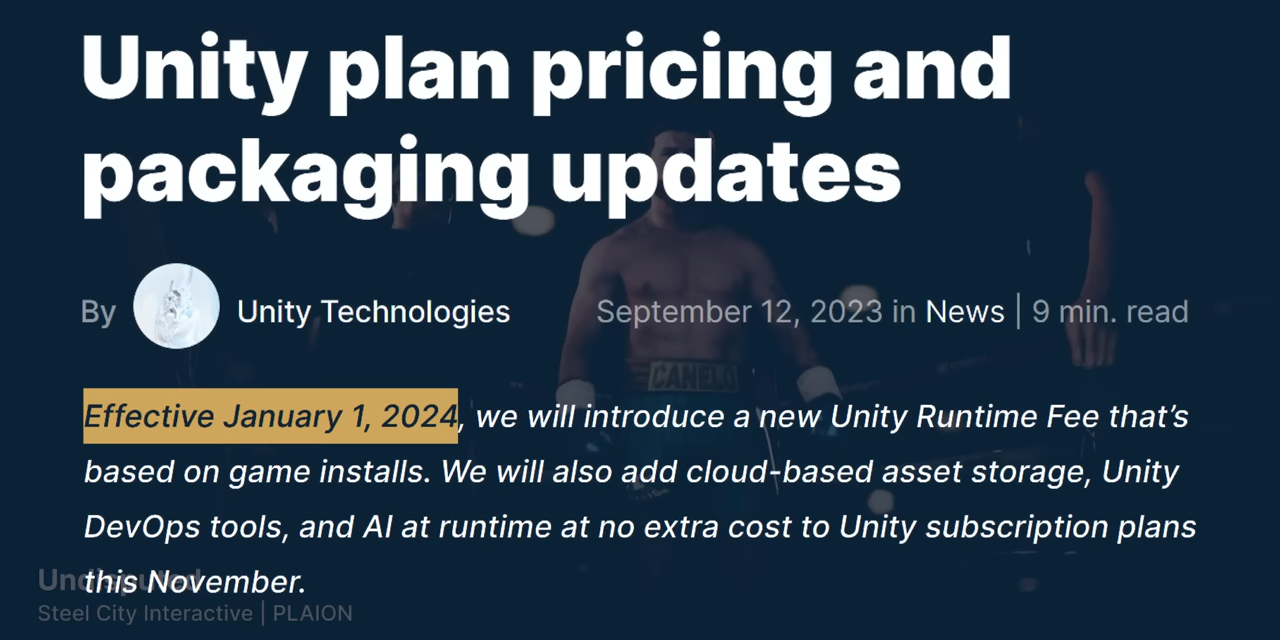 Unity plan pricing and
packaging updates
By Unity Technologies September 12, 2023 in News | 9 min. read
CANELO
Effective January 1, 2024, we will introduce a new Unity Runtime Fee that’s
based on game installs. We will also add cloud-based asset storage, Unity
DevOps tools, and AI at runtime at no extra cost to Unity subscription plans
this November.
Undisputed
Steel City Interactive | PLAION